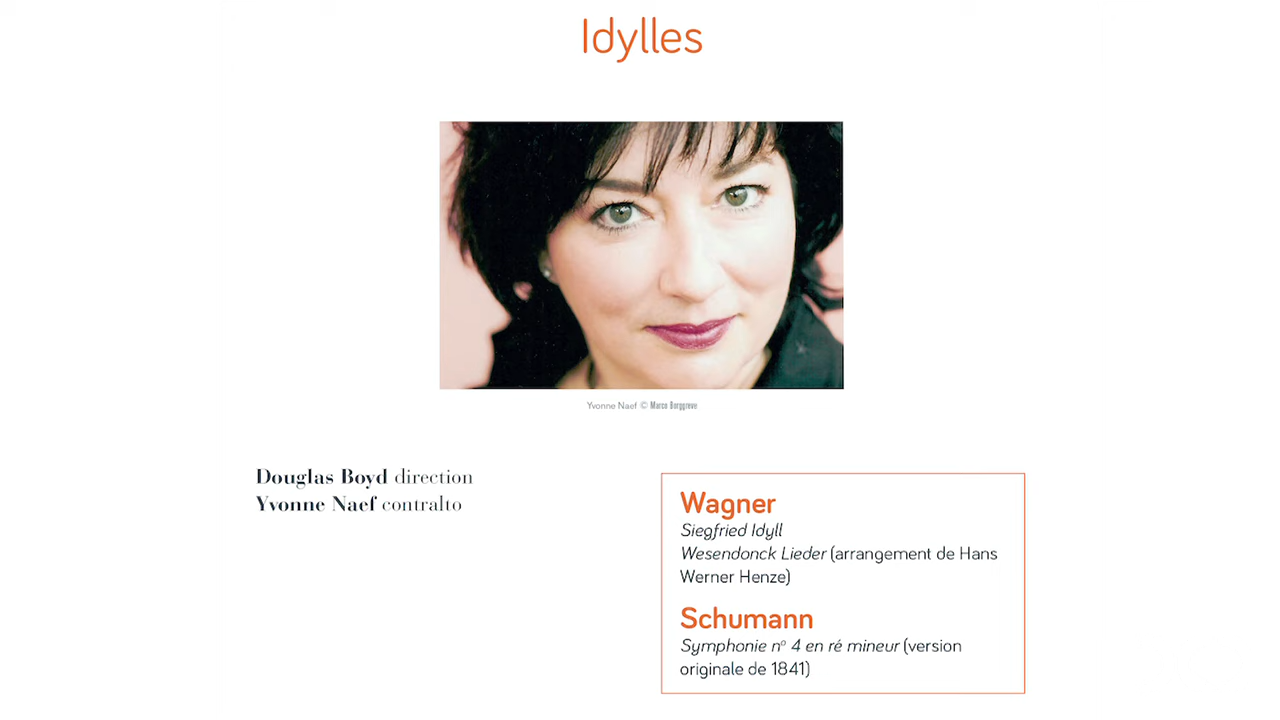 Idylles
Yvonne Naef © Marco Borggreve
Douglas Boyd direction
Yvonne Naef contralto
Wagner
Siegfried Idyll
Wesendonck Lieder (arrangement de Hans
Werner Henze)
Schumann
Symphonie nº 4 en ré mineur (version
originale de 1841)